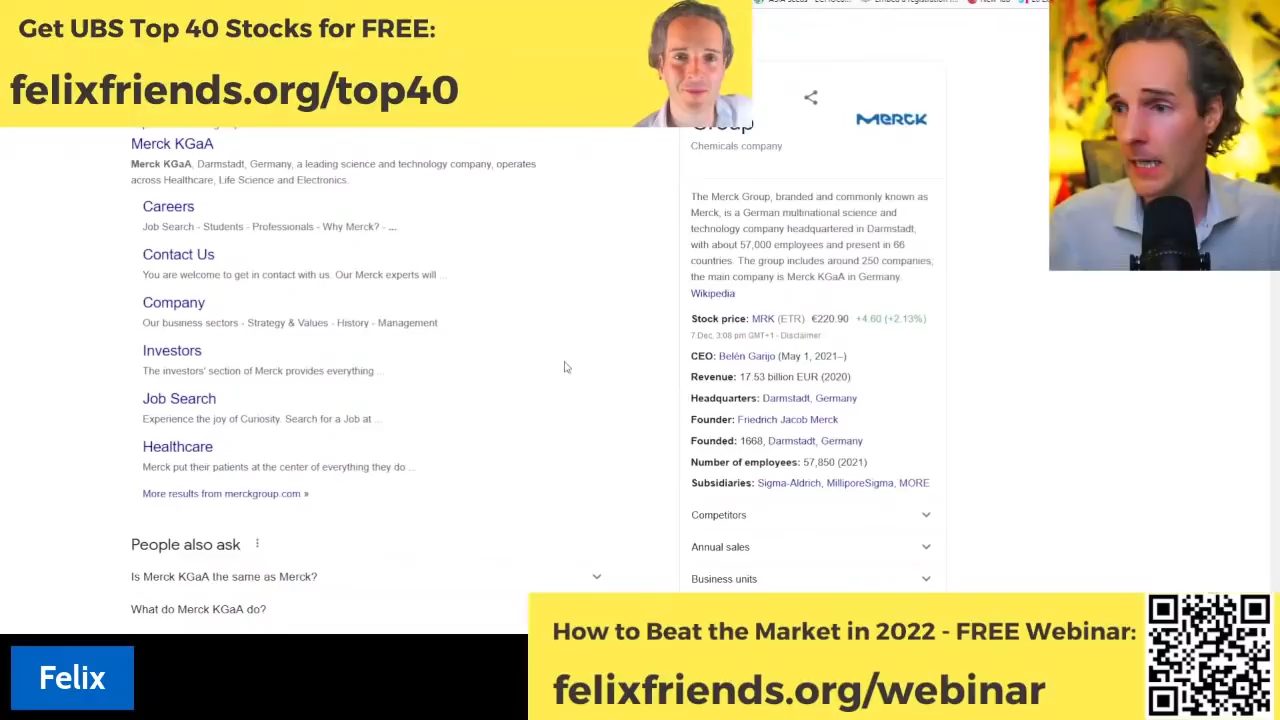 Get UBS Top 40 Stocks for FREE:
felixfriends.org/top40
Merck KGaA
Merck KGaA, Darmstadt, Germany, a leading science and technology company, operates
across Healthcare, Life Science and Electronics.
Careers
Job Search - Students - Professionals - Why Merck? - ...
Contact Us
You are welcome to get in contact with us. Our Merck experts will ...
Company
Our business sectors - Strategy & Values - History - Management
Investors
The investors' section of Merck provides everything ...
Job Search
Experience the joy of Curiosity. Search for a Job at ...
Healthcare
Merck put their patients at the center of everything they do ...
More results from merckgroup.com »
People also ask
Is Merck KGaA the same as Merck?
What do Merck KGaA do?
Group
MERCK
Chemicals company
The Merck Group, branded and commonly known as
Merck, is a German multinational science and
technology company headquartered in Darmstadt,
with about 57,000 employees and present in 66
countries. The group includes around 250 companies;
the main company is Merck KGaA in Germany.
Wikipedia
Stock price: MRK (ETR) €220.90 +4.60 (+2.13%)
7 Dec, 3:08 pm GMT+1 - Disclaimer
CEO: Belén Garijo (May 1, 2021–)
Revenue: 17.53 billion EUR (2020)
Headquarters: Darmstadt, Germany
Founder: Friedrich Jacob Merck
Founded: 1668, Darmstadt, Germany
Number of employees: 57,850 (2021)
Subsidiaries: Sigma-Aldrich, MilliporeSigma, MORE
Competitors
Annual sales
Business units
How to Beat the Market in 2022 - FREE Webinar:
felixfriends.org/webinar
Felix